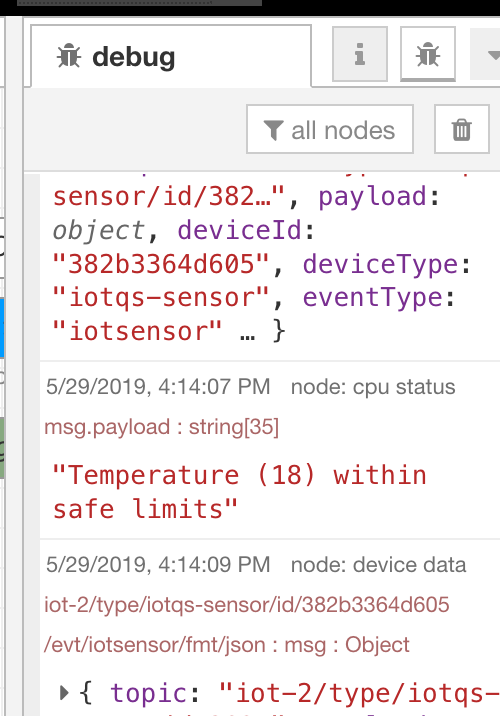 debug
i
all nodes
sensor/id/382…", payload:
object, deviceId:
"382b3364d605", deviceType:
"iotqs-sensor", eventType:
"iotsensor" … }
5/29/2019, 4:14:07 PM node: cpu status
msg.payload : string[35]
"Temperature (18) within
safe limits"
5/29/2019, 4:14:09 PM node: device data
iot-2/type/iotqs-sensor/id/382b3364d605
/evt/iotsensor/fmt/json : msg : Object
{ topic: "iot-2/type/iotqs-